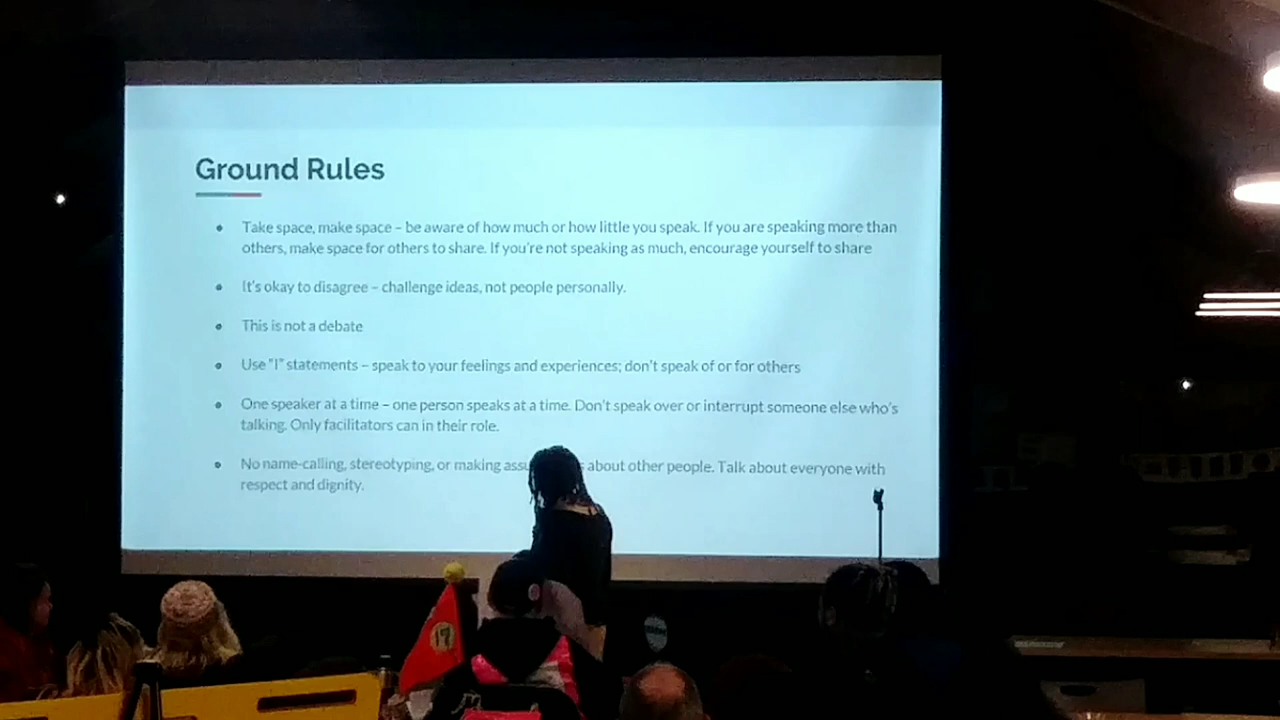 Ground Rules
Take space, make space – be aware of how much or how little you speak. If you are speaking more than
others, make space for others to share. If you're not speaking as much, encourage yourself to share
It's okay to disagree – challenge ideas, not people personally.
This is not a debate
Use "I" statements – speak to your feelings and experiences; don't speak of or for others
One speaker at a time – one person speaks at a time. Don't speak over or interrupt someone else who's
talking. Only facilitators can in their role.
No name-calling, stereotyping, or making about other people. Talk about everyone with
respect and dignity.
17